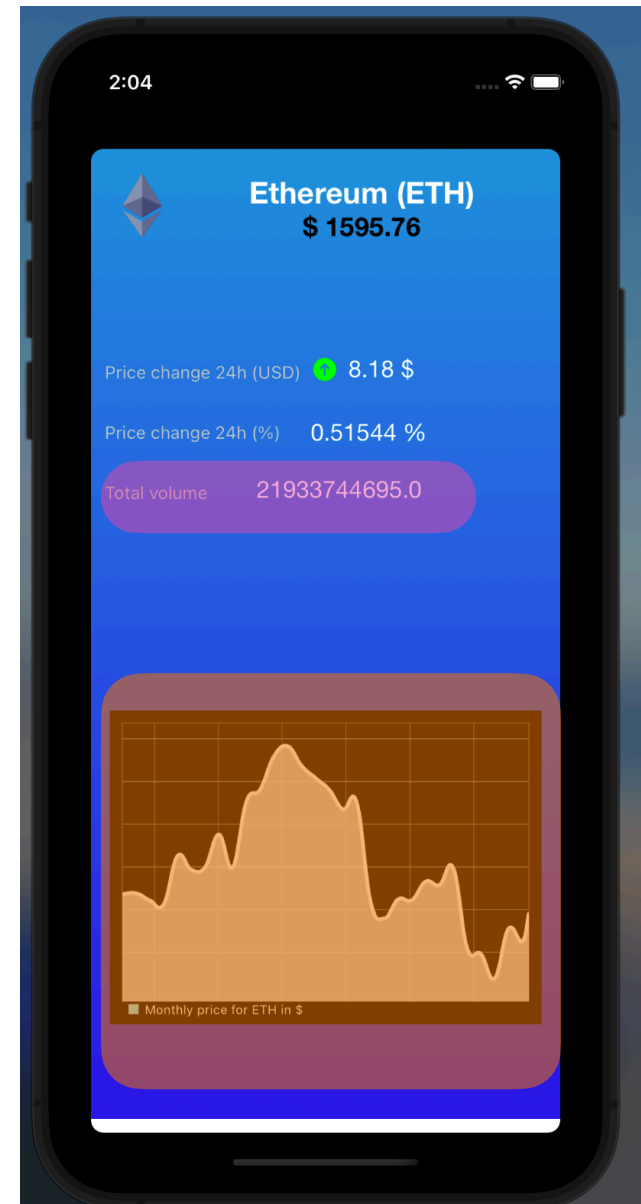 2:04
Ethereum (ETH)
$ 1595.76
Price change 24h (USD) 8.18 $
Price change 24h (%) 0.51544 %
Total volume 21933744695.0
Monthly price for ETH in $